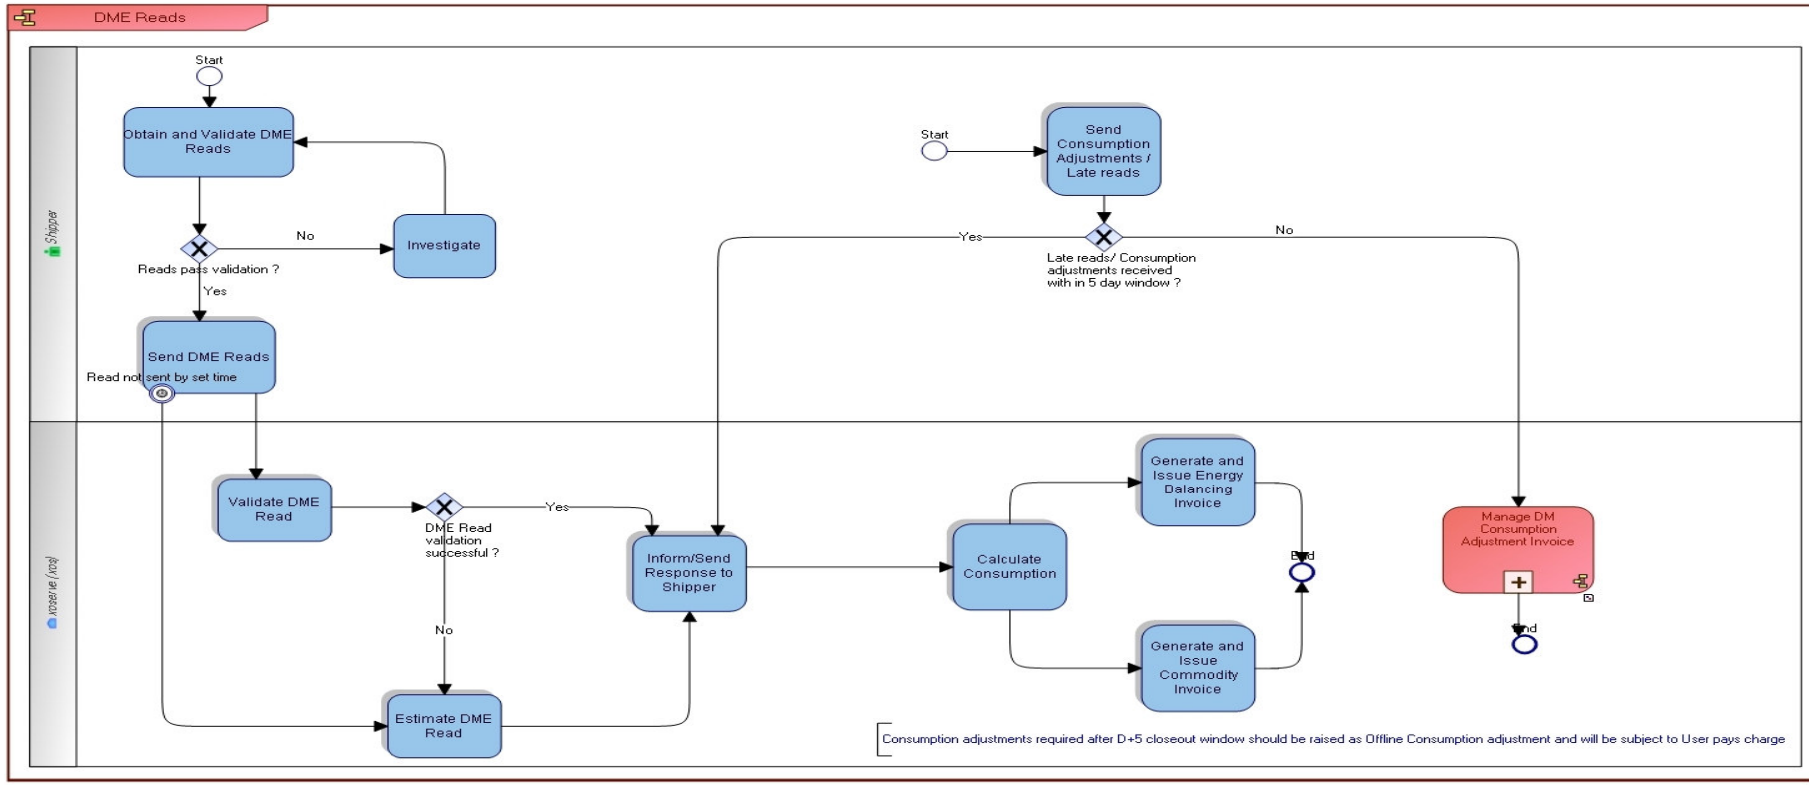 DME Reads
Shipper
Start
Obtain and Validate DME
Reads
No
Investigate
Reads pass validation ?
Yes
Send DME Reads
Read not sent by set time
Start
Send
Consumption
Adjustments /
Late reads
Yes
No
Late reads/ Consumption
adjustments received
with in 5 day window ?
xoserve (xos)
Validate DME
Read
Yes
DME Read
validation
successful ?
No
Estimate DME
Read
Inform/Send
Response to
Shipper
Calculate
Consumption
Generate and
Issue Energy
Dalancing
Invoice
End
Generate and
Issue
Commodity
Invoice
Manage DM
Consumption
Adjustment Invoice
End
Consumption adjustments required after D+5 closeout window should be raised as Offline Consumption adjustment and will be subject to User pays charge